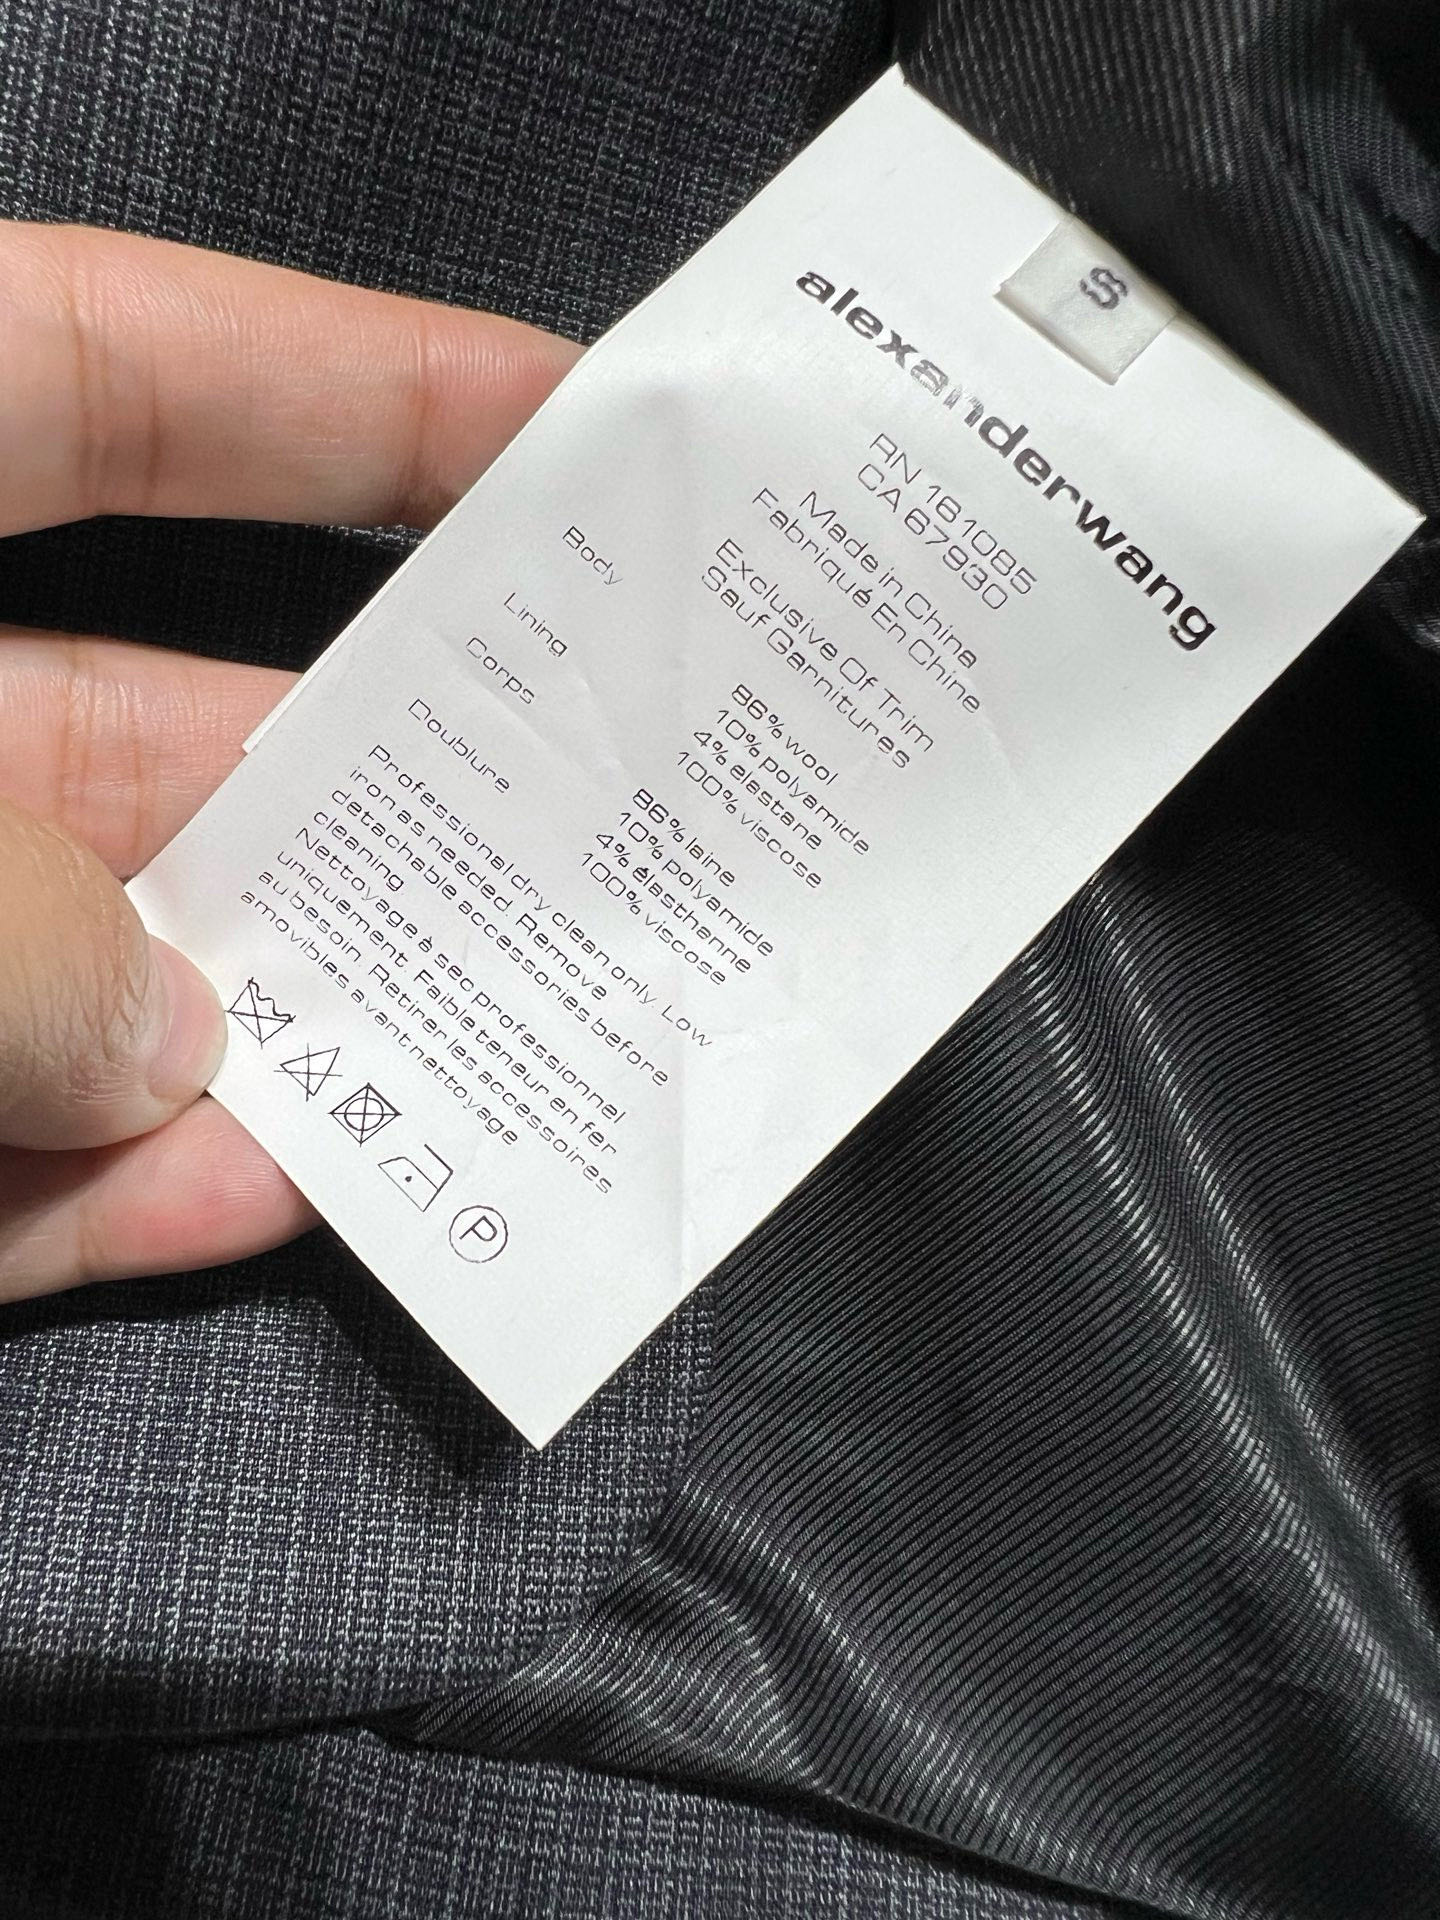 S
alexanderwang
RN 161085
CA 67930
Made in China
Fabriqué En Chine
Exclusive Of Trim
Sauf Garnitures
Body 86% wool
10% polyamide
4% elastane
Lining 100% viscose
Corps 86% laine
10% polyamide
4% élasthanne
Doublure 100% viscose
Professional dry clean only. Low
iron as needed. Remove
detachable accessories before
cleaning
Nettoyage à sec professionnel
uniquement. Faible teneur en fer
au besoin. Retirer les accessoires
amovibles avant nettoyage
P